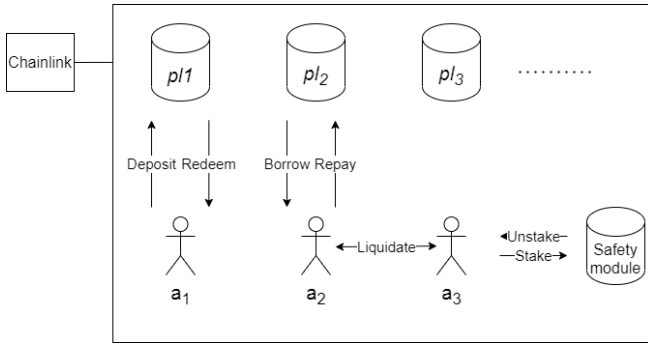 Chainlink
pl1
pl2
pl3
..........
Deposit Redeem
Borrow Repay
Liquidate
Unstake
Stake
Safety
module
a1
a2
a3